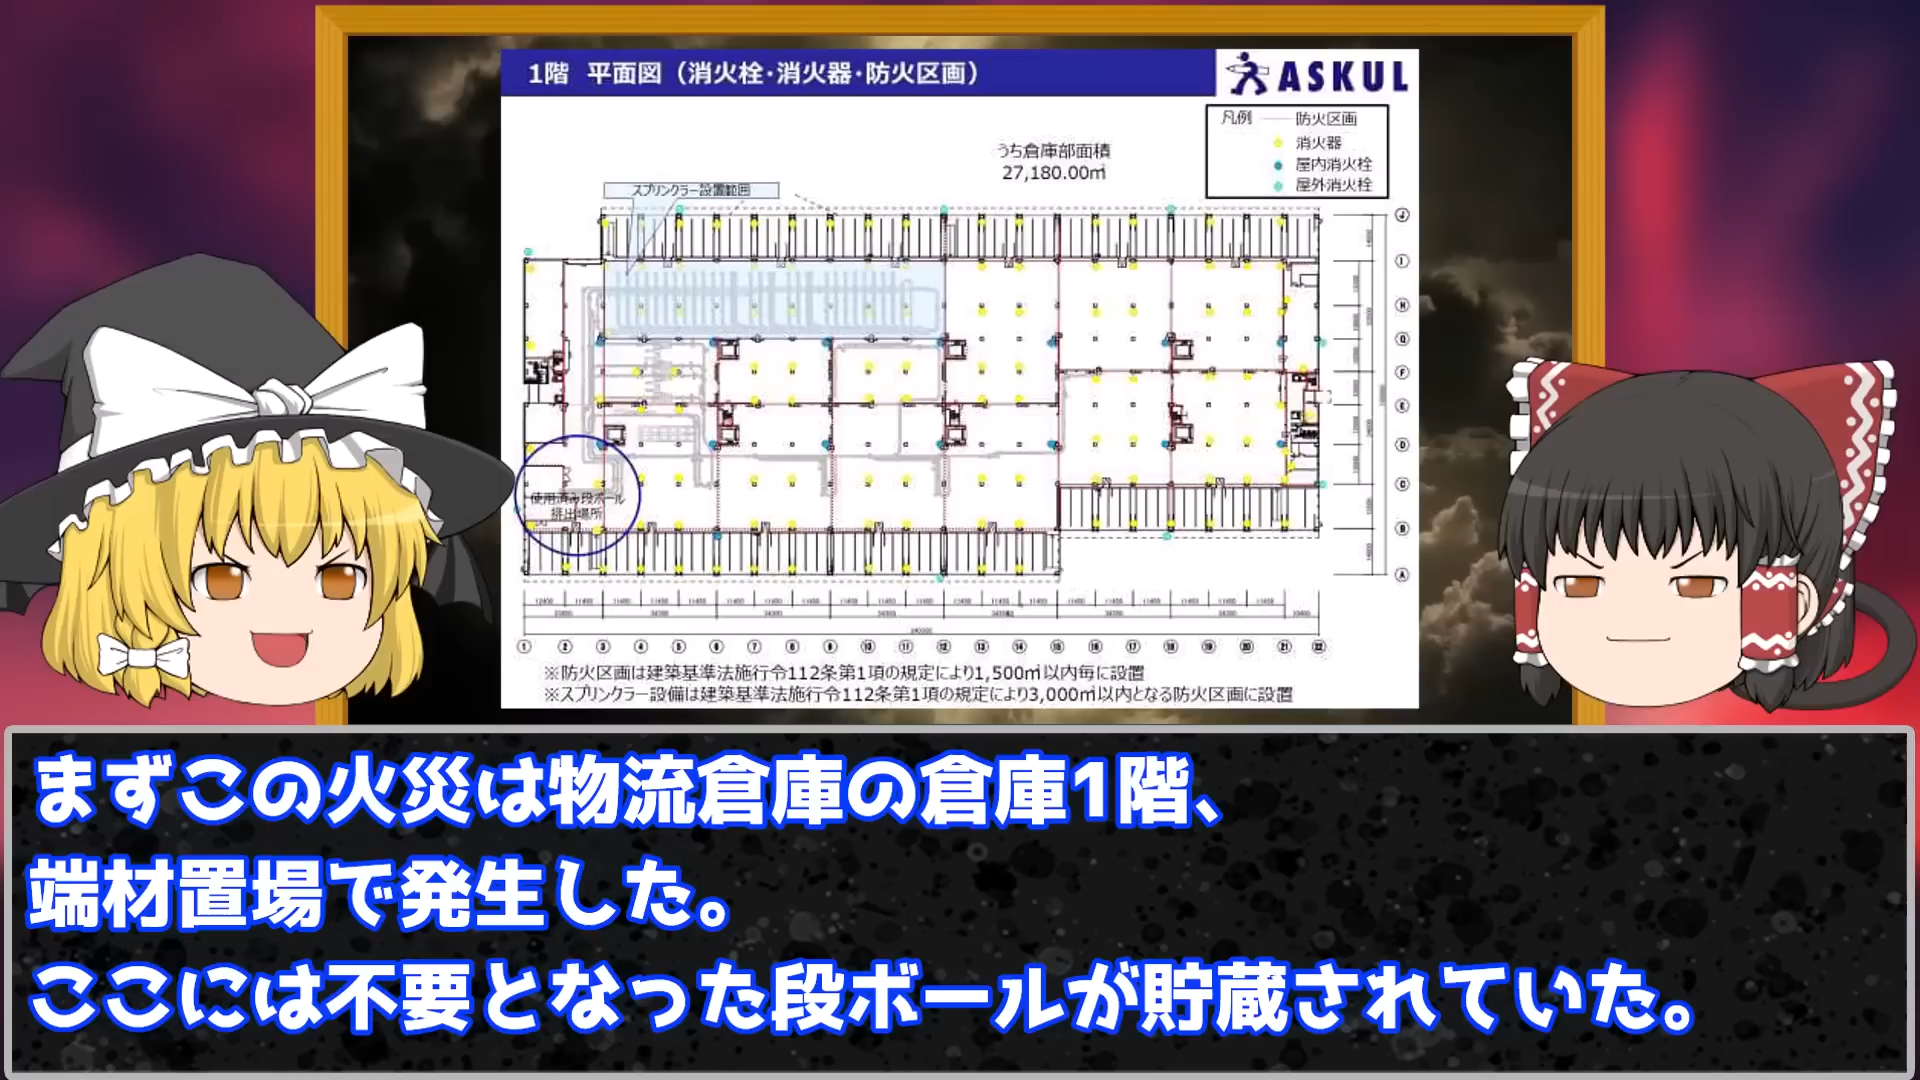 1階 平面図（消火栓・消火器・防火区画）
ASKUL
凡例 防火区画
消火器
屋内消火栓
屋外消火栓
うち倉庫部面積
27,180.00㎡
スプリンクラー設置範囲
使用済み段ボール
排出場所
※防火区画は建築基準法施行令112条第1項の規定により1,500㎡以内毎に設置
※スプリンクラー設備は建築基準法施行令112条第1項の規定により3,000㎡以内となる防火区画に設置
まずこの火災は物流倉庫の倉庫1階、
端材置場で発生した。
ここには不要となった段ボールが貯蔵されていた。